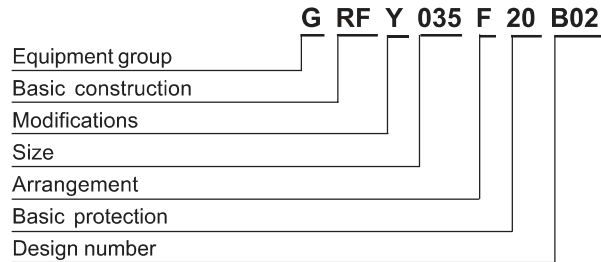 G RF Y 035 F 20 B02
Equipment group
Basic construction
Modifications
Size
Arrangement
Basic protection
Design number